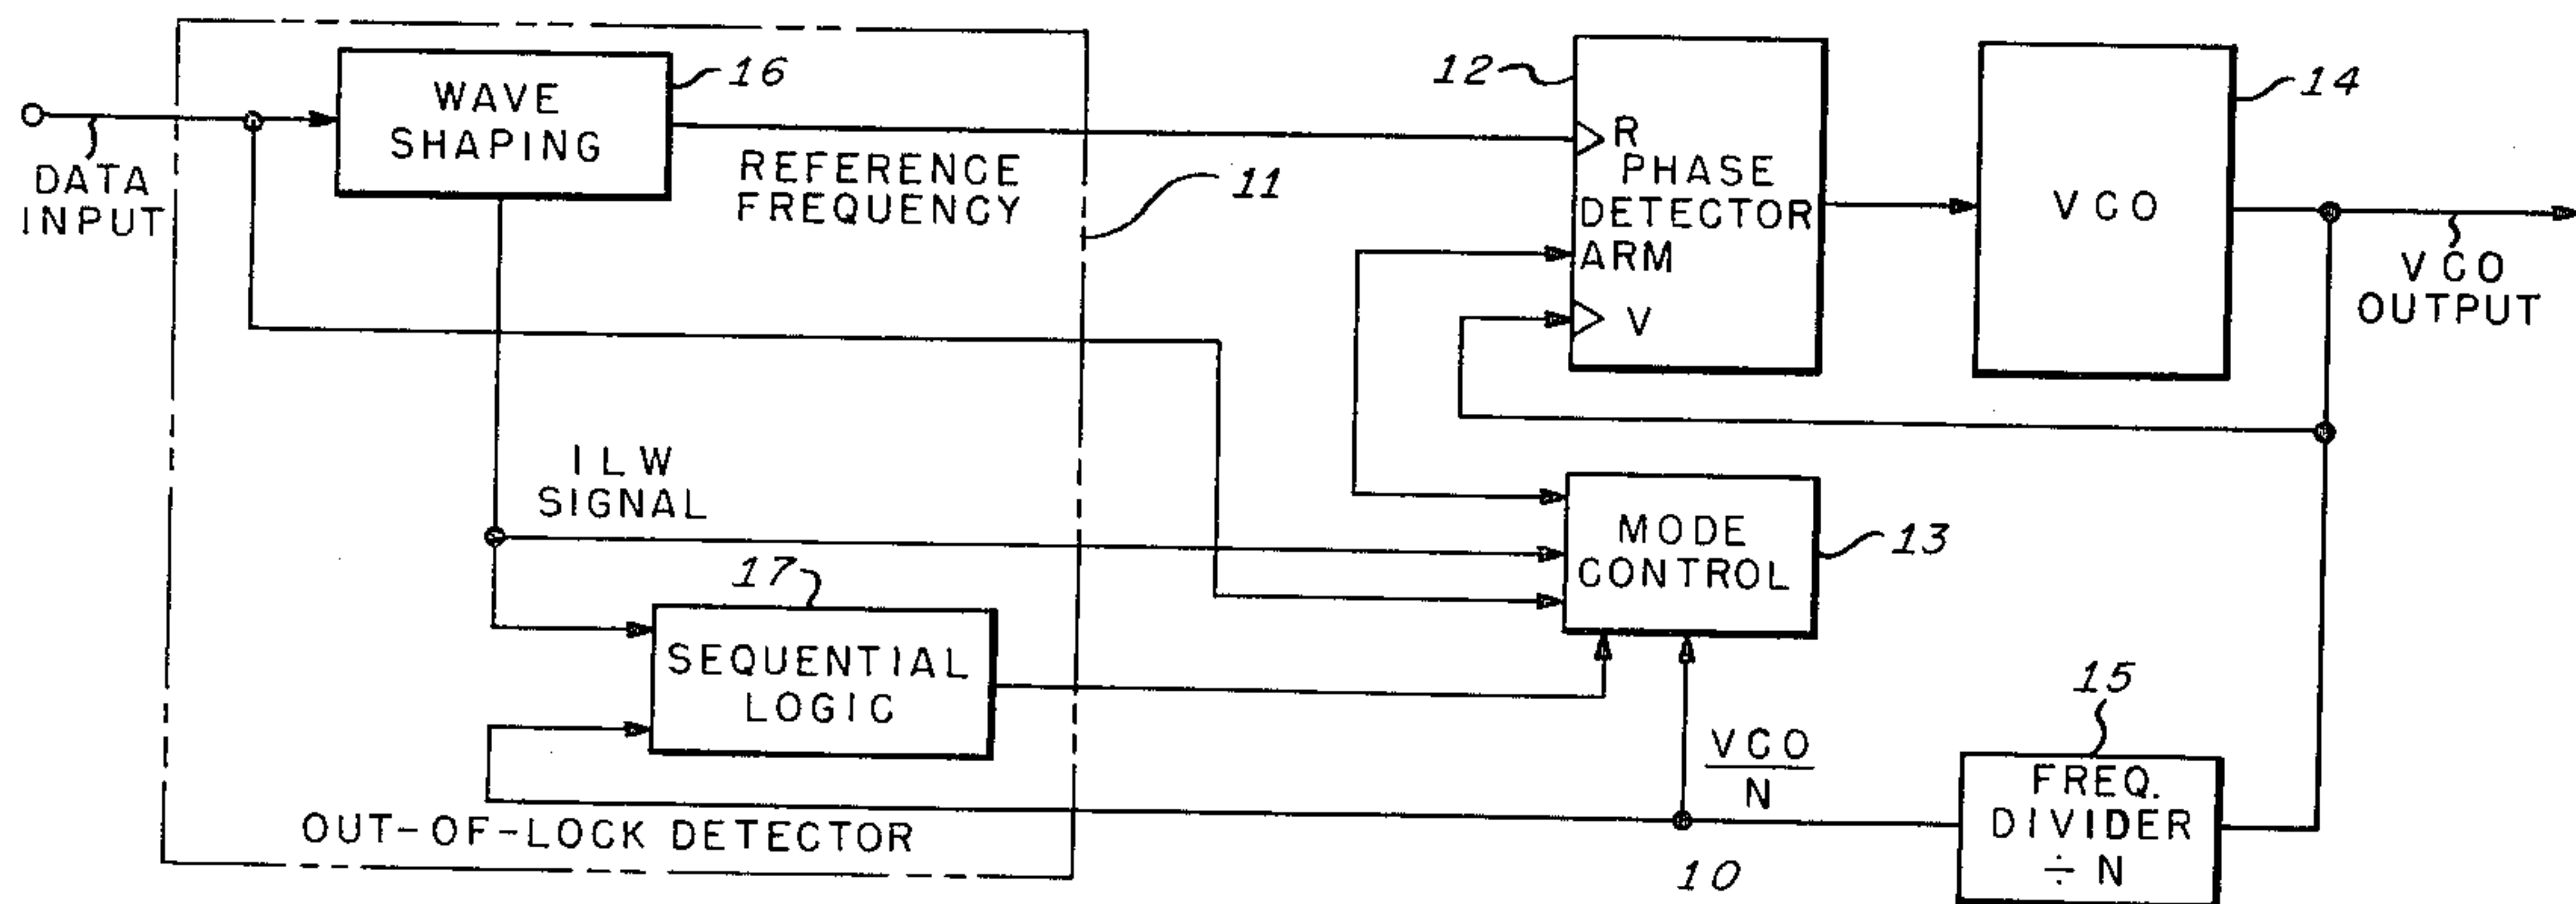 WAVE
SHAPING
16
DATA
INPUT
REFERENCE
FREQUENCY
11
12
R
PHASE
DETECTOR
ARM
V
VCO
14
VCO
OUTPUT
ILW
SIGNAL
MODE
CONTROL
13
17
SEQUENTIAL
LOGIC
OUT-OF-LOCK DETECTOR
VCO
N
10
15
FREQ.
DIVIDER
÷ N